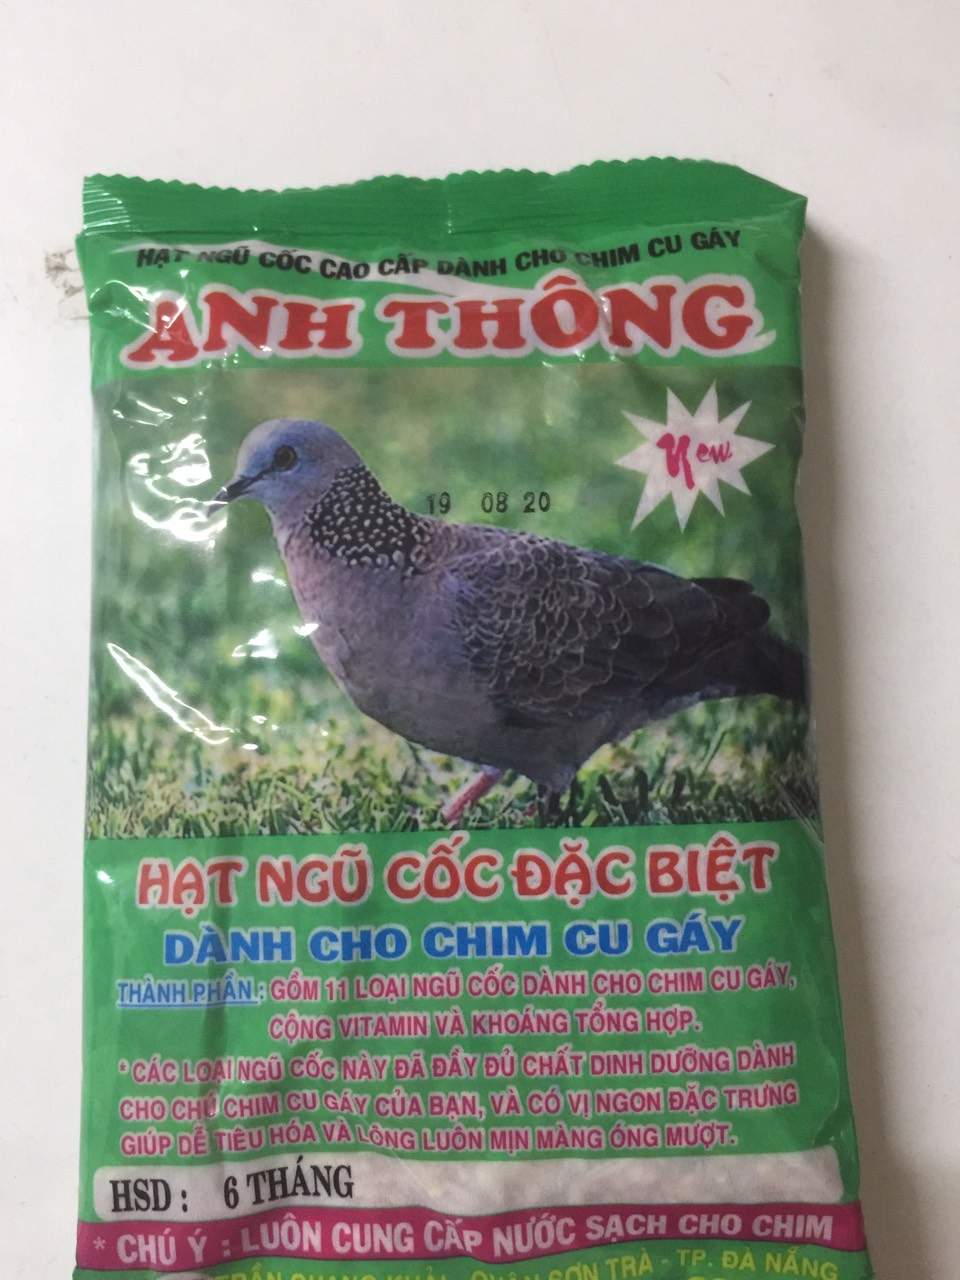 HẠT NGŨ CỐC CAO CẤP DÀNH CHO CHIM CU GÁY
ANH THÔNG
New
19 08 20
HẠT NGŨ CỐC ĐẶC BIỆT
DÀNH CHO CHIM CU GÁY
THÀNH PHẦN : GỒM 11 LOẠI NGŨ CỐC DÀNH CHO CHIM CU GÁY,
CỘNG VITAMIN VÀ KHOÁNG TỔNG HỢP.
* CÁC LOẠI NGŨ CỐC NÀY ĐÃ ĐẦY ĐỦ CHẤT DINH DƯỠNG DÀNH
CHO CHÚ CHIM CU GÁY CỦA BẠN, VÀ CÓ VỊ NGON ĐẶC TRƯNG
GIÚP DỄ TIÊU HÓA VÀ LÔNG LUÔN MỊN MÀNG ÓNG MƯỢT.
HSD : 6 THÁNG
* CHÚ Ý : LUÔN CUNG CẤP NƯỚC SẠCH CHO CHIM
TRẦN QUANG KHẢI - QUẬN SƠN TRÀ - TP. ĐÀ NẴNG